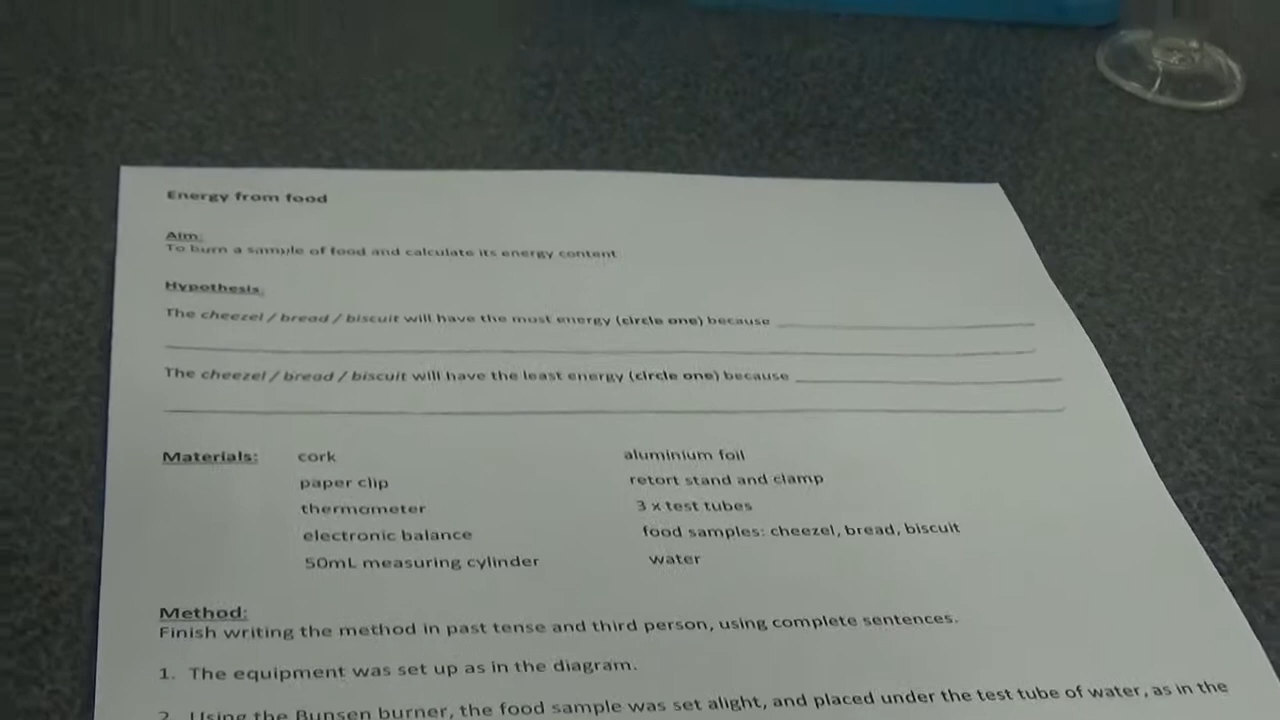 Energy from food
Aim:
To burn a sample of food and calculate its energy content
Hypothesis:
The cheezel / bread / biscuit will have the most energy (circle one) because
The cheezel / bread / biscuit will have the least energy (circle one) because
Materials: cork aluminium foil
paper clip retort stand and clamp
thermometer 3 x test tubes
electronic balance food samples: cheezel, bread, biscuit
50mL measuring cylinder water
Method:
Finish writing the method in past tense and third person, using complete sentences.
1. The equipment was set up as in the diagram.
2. Using the Bunsen burner, the food sample was set alight, and placed under the test tube of water, as in the